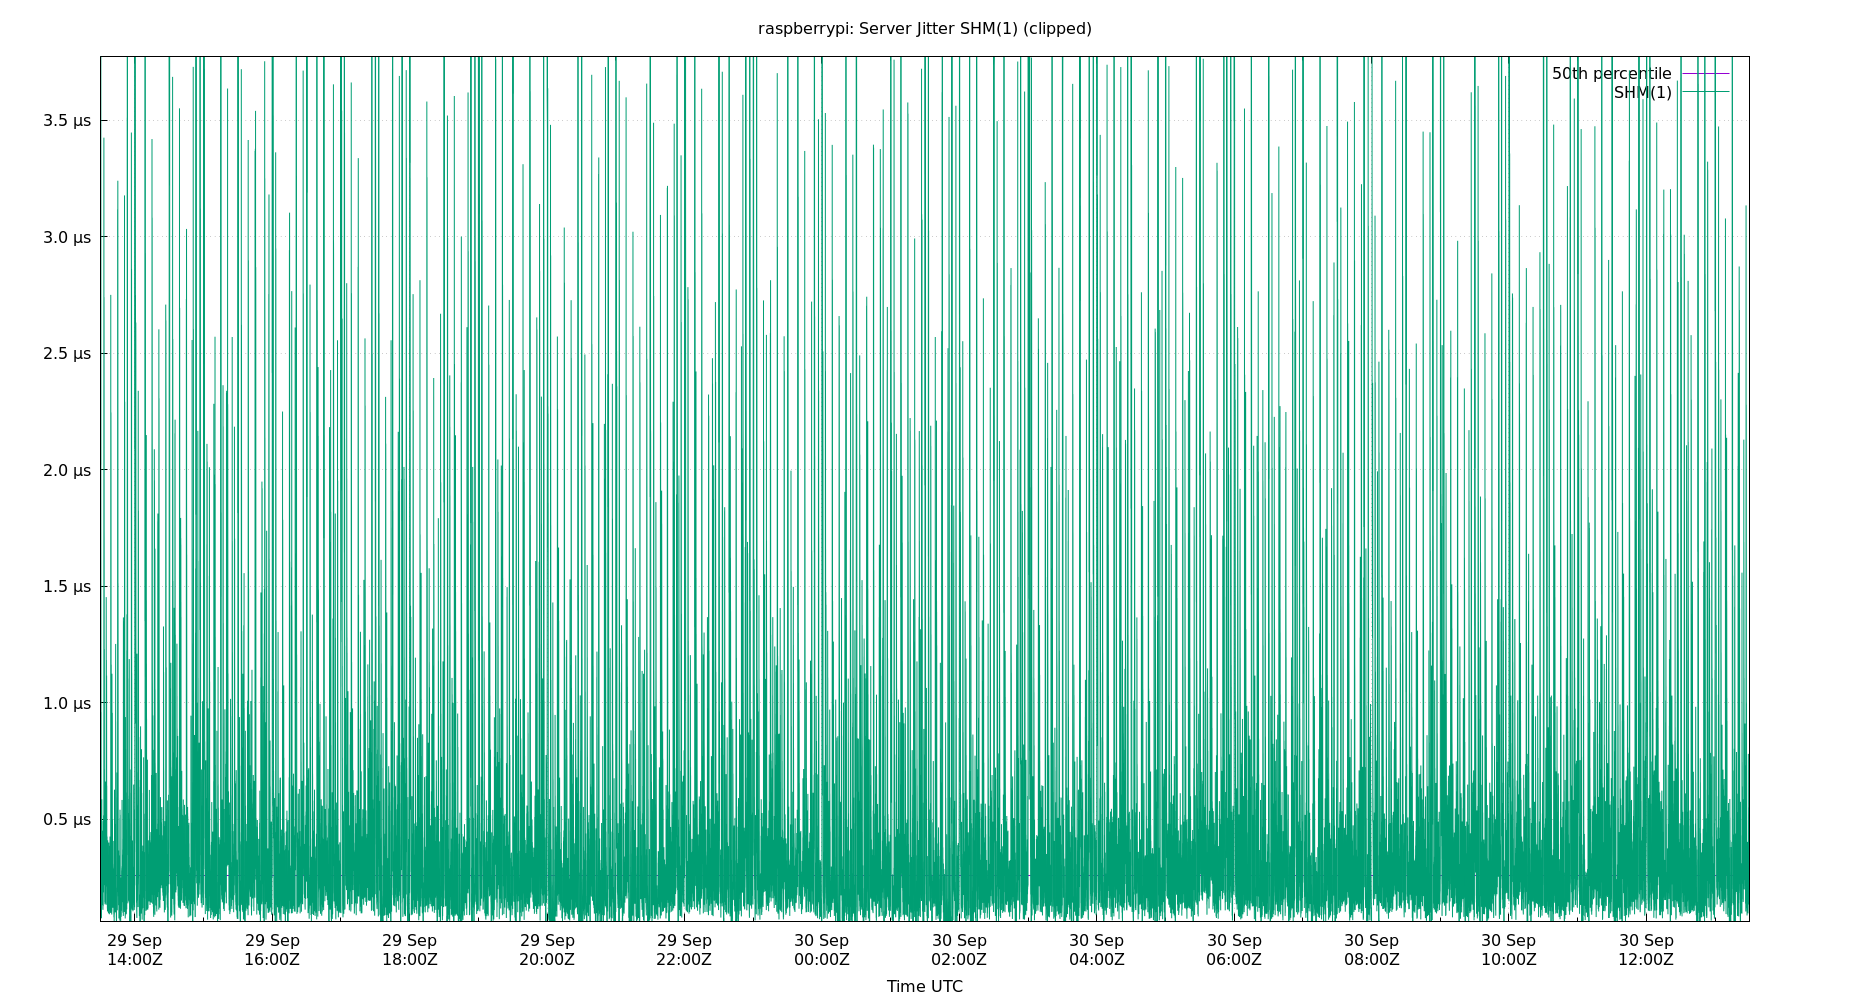 raspberrypi: Server Jitter SHM(1) (clipped)
50th percentile
SHM(1)
3.5 µs
3.0 µs
2.5 µs
2.0 µs
1.5 µs
1.0 µs
0.5 µs
29 Sep 29 Sep 29 Sep 29 Sep 29 Sep 30 Sep 30 Sep 30 Sep 30 Sep 30 Sep 30 Sep 30 Sep
14:00Z 16:00Z 18:00Z 20:00Z 22:00Z 00:00Z 02:00Z 04:00Z 06:00Z 08:00Z 10:00Z 12:00Z
Time UTC